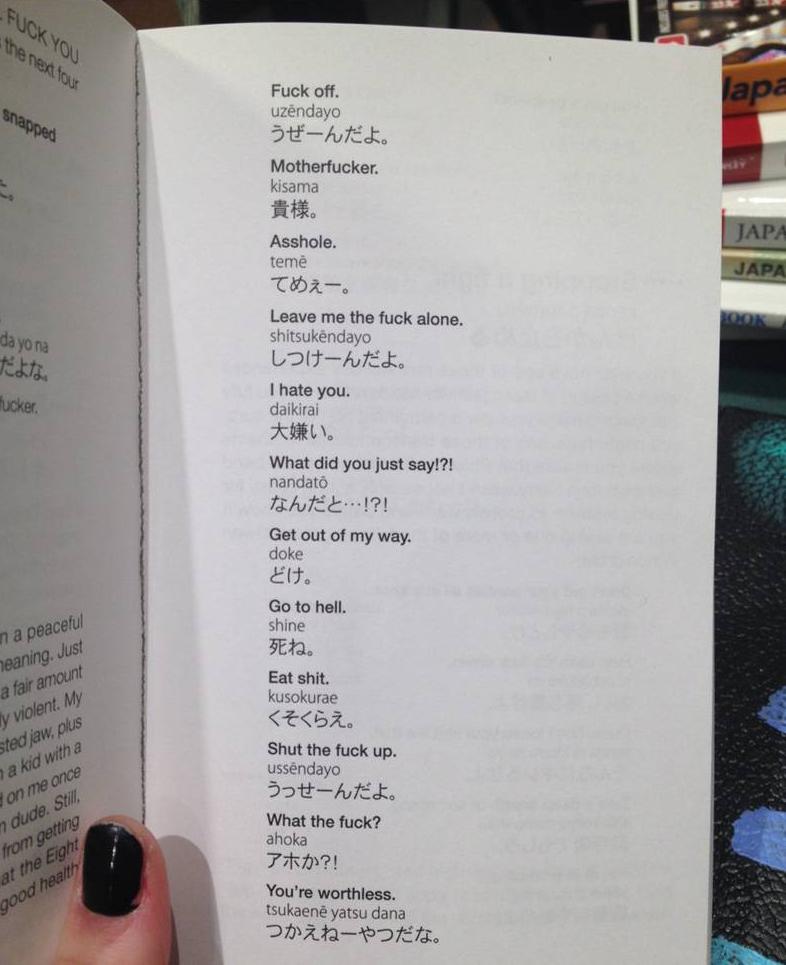 FUCK YOU
the next four
snapped
た。
da yo na
だよな。
fucker.
n a peaceful
meaning. Just
a fair amount
ly violent. My
sted jaw, plus
n a kid with a
d on me once
n dude. Still,
from getting
at the Eight
good health
Fuck off.
uzēndayo
うぜーんだよ。
Motherfucker.
kisama
貴様。
Asshole.
temē
てめぇー。
Leave me the fuck alone.
shitsukēndayo
しつけーんだよ。
I hate you.
daikirai
大嫌い。
What did you just say!?!
nandatō
なんだと…!?!
Get out of my way.
doke
どけ。
Go to hell.
shine
死ね。
Eat shit.
kusokurae
くそくらえ。
Shut the fuck up.
ussēndayo
うっせーんだよ。
What the fuck?
ahoka
アホか?!
You're worthless.
tsukaenē yatsu dana
つかえねーやつだな。
Japa
JAPA
JAPA
BOOK